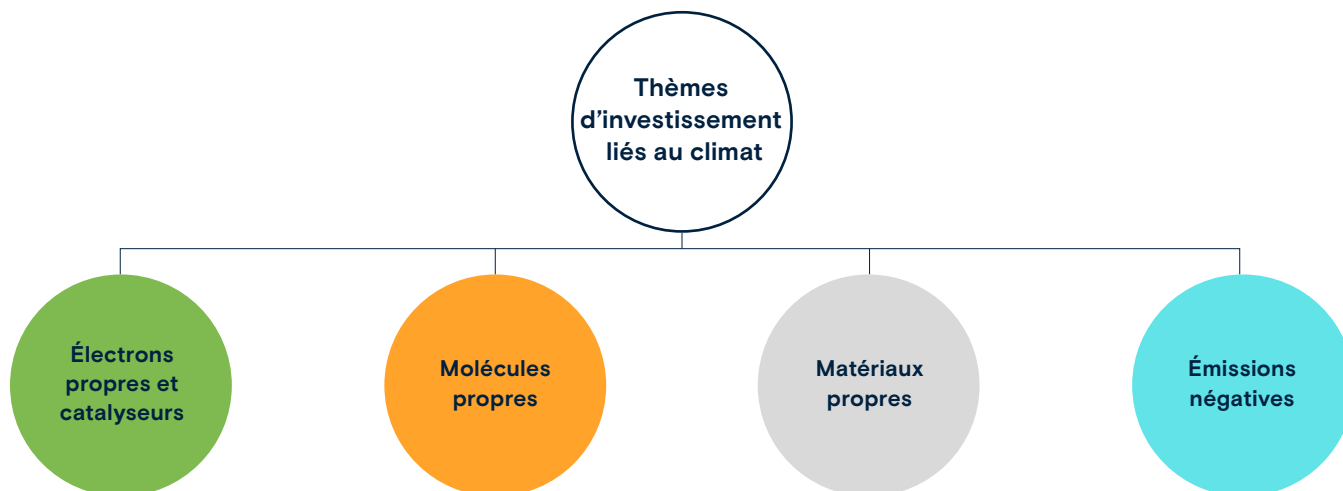 Thèmes
d’investissement
liés au climat
Électrons
propres et
catalyseurs
Molécules
propres
Matériaux
propres
Émissions
négatives